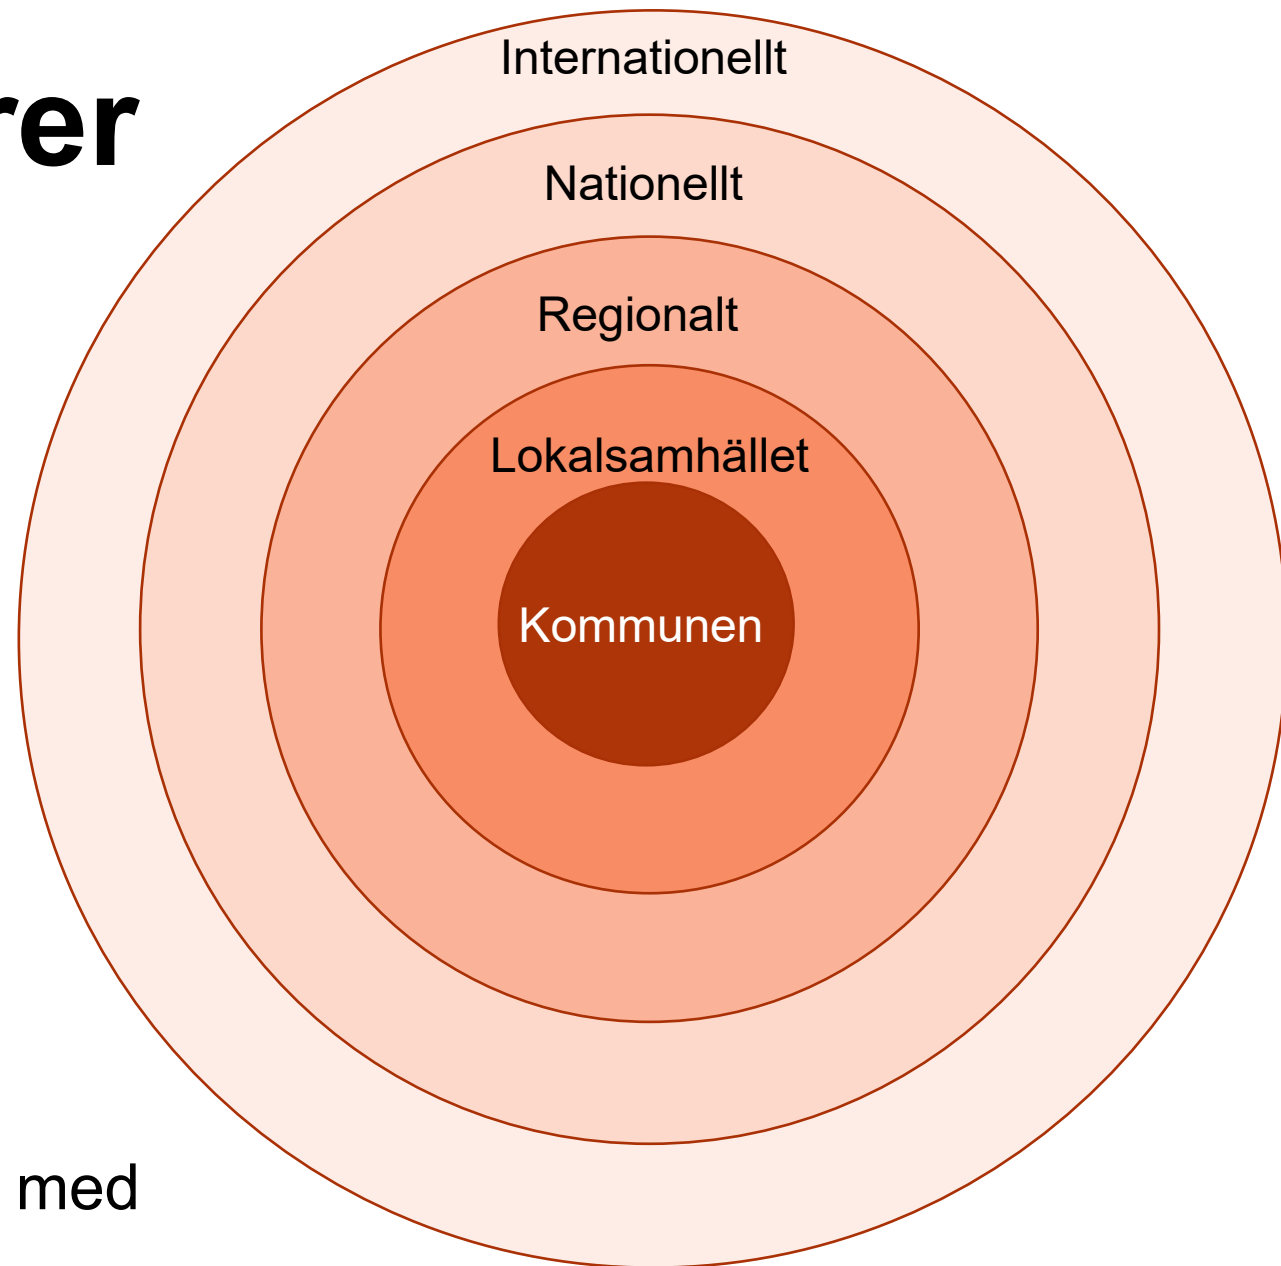 Internationellt
rer
Nationellt
Regionalt
Lokalsamhället
Kommunen
med